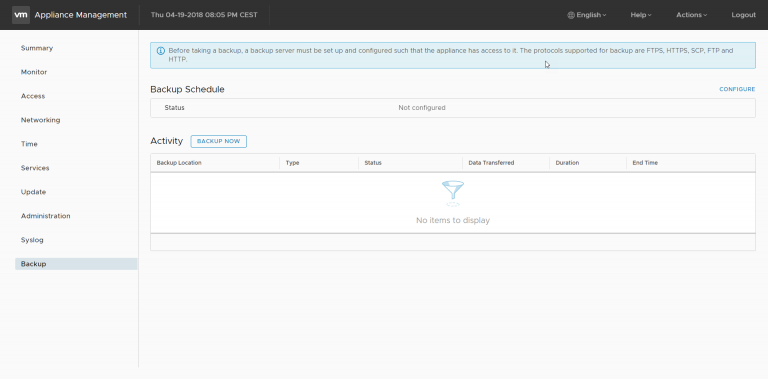 vm Appliance Management Thu 04-19-2018 08:05 PM CEST English Help Actions Logout
Summary
Monitor
Access
Networking
Time
Services
Update
Administration
Syslog
Backup
Before taking a backup, a backup server must be set up and configured such that the appliance has access to it. The protocols supported for backup are FTPS, HTTPS, SCP, FTP and
HTTP.
Backup Schedule CONFIGURE
Status Not configured
Activity BACKUP NOW
Backup Location Type Status Data Transferred Duration End Time
No items to display